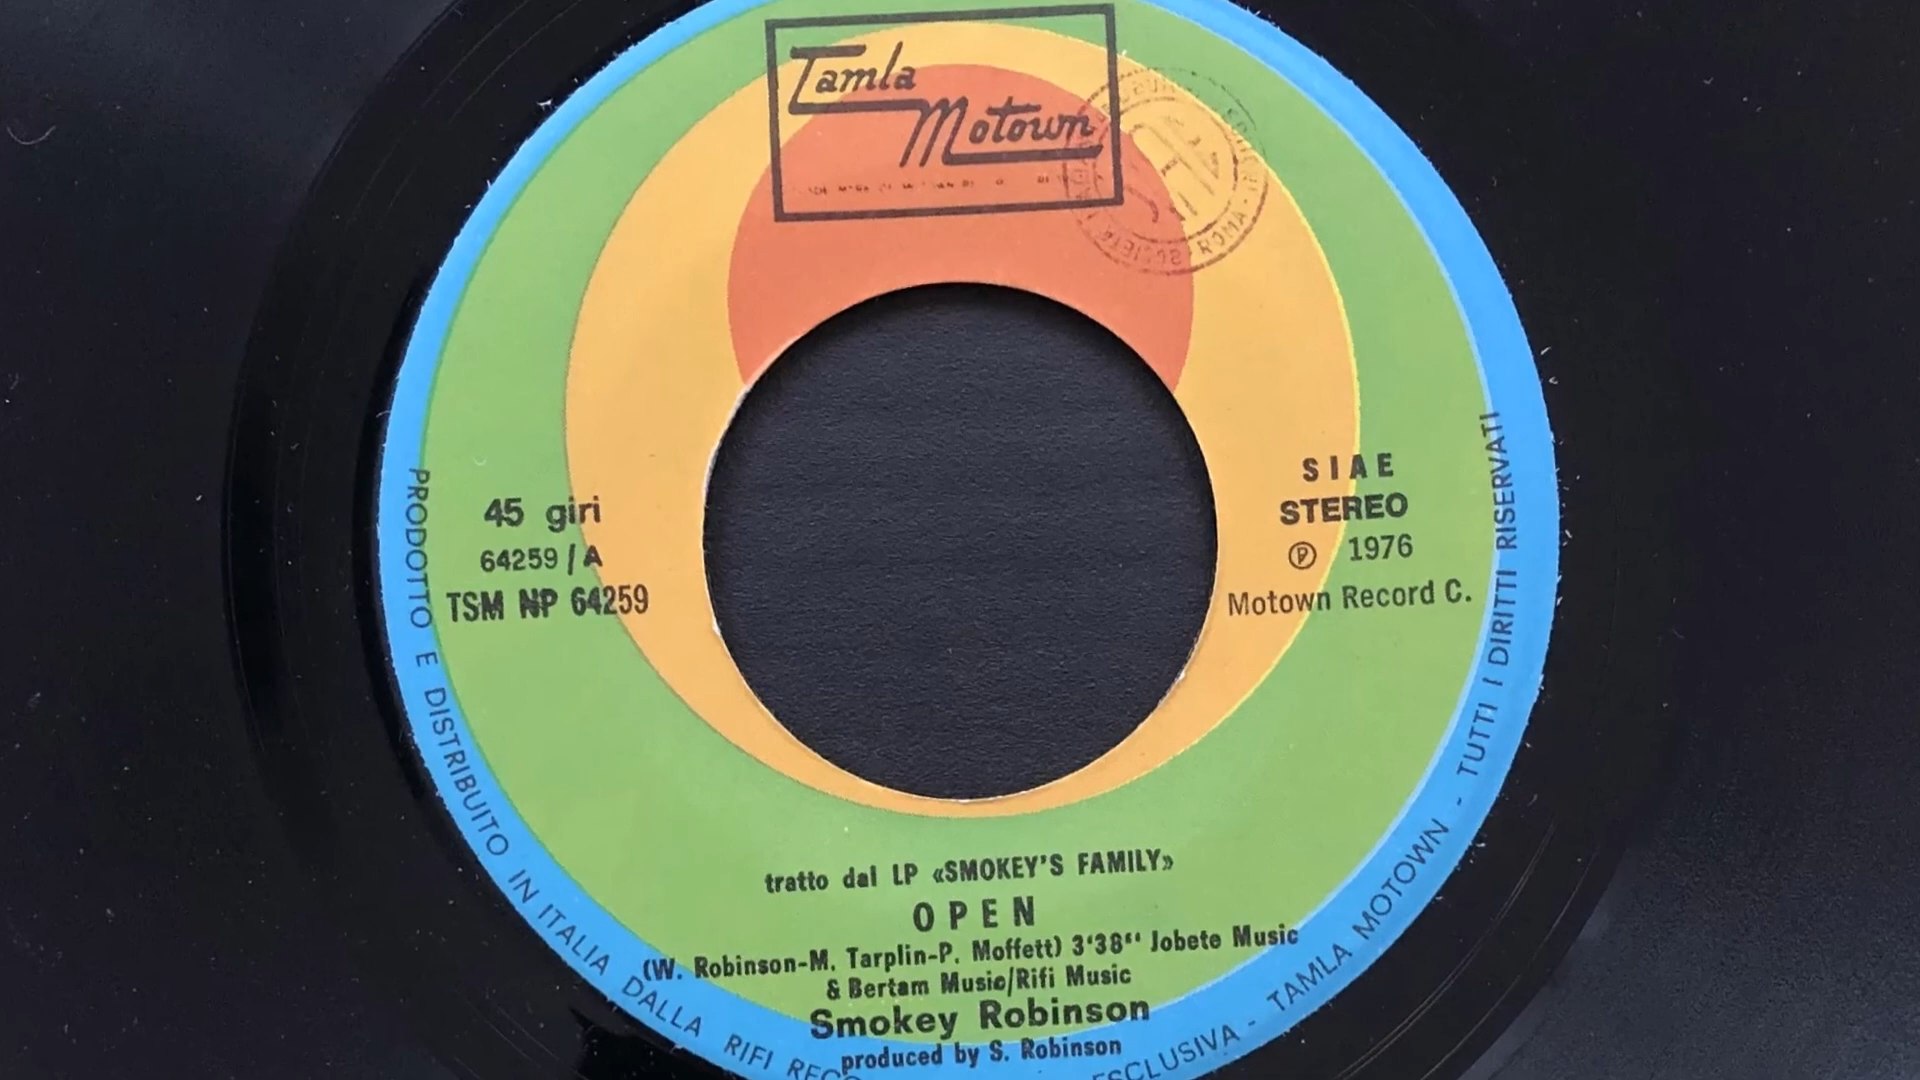 Tamla
Motown
ROMA
45 giri
64259/A
TSM NP 64259
SIAE
STEREO
Ⓟ 1976
Motown Record C.
tratto dal LP «SMOKEY'S FAMILY»
OPEN
(W. Robinson-M. Tarplin-P. Moffett) 3'38" Jobete Music
& Bertam Music/Rifi Music
Smokey Robinson
produced by S. Robinson
PRODOTTO E DISTRIBUITO IN ITALIA DALLA RIFI
ESCLUSIVA - TAMLA MOTOWN - TUTTI I DIRITTI RISERVATI